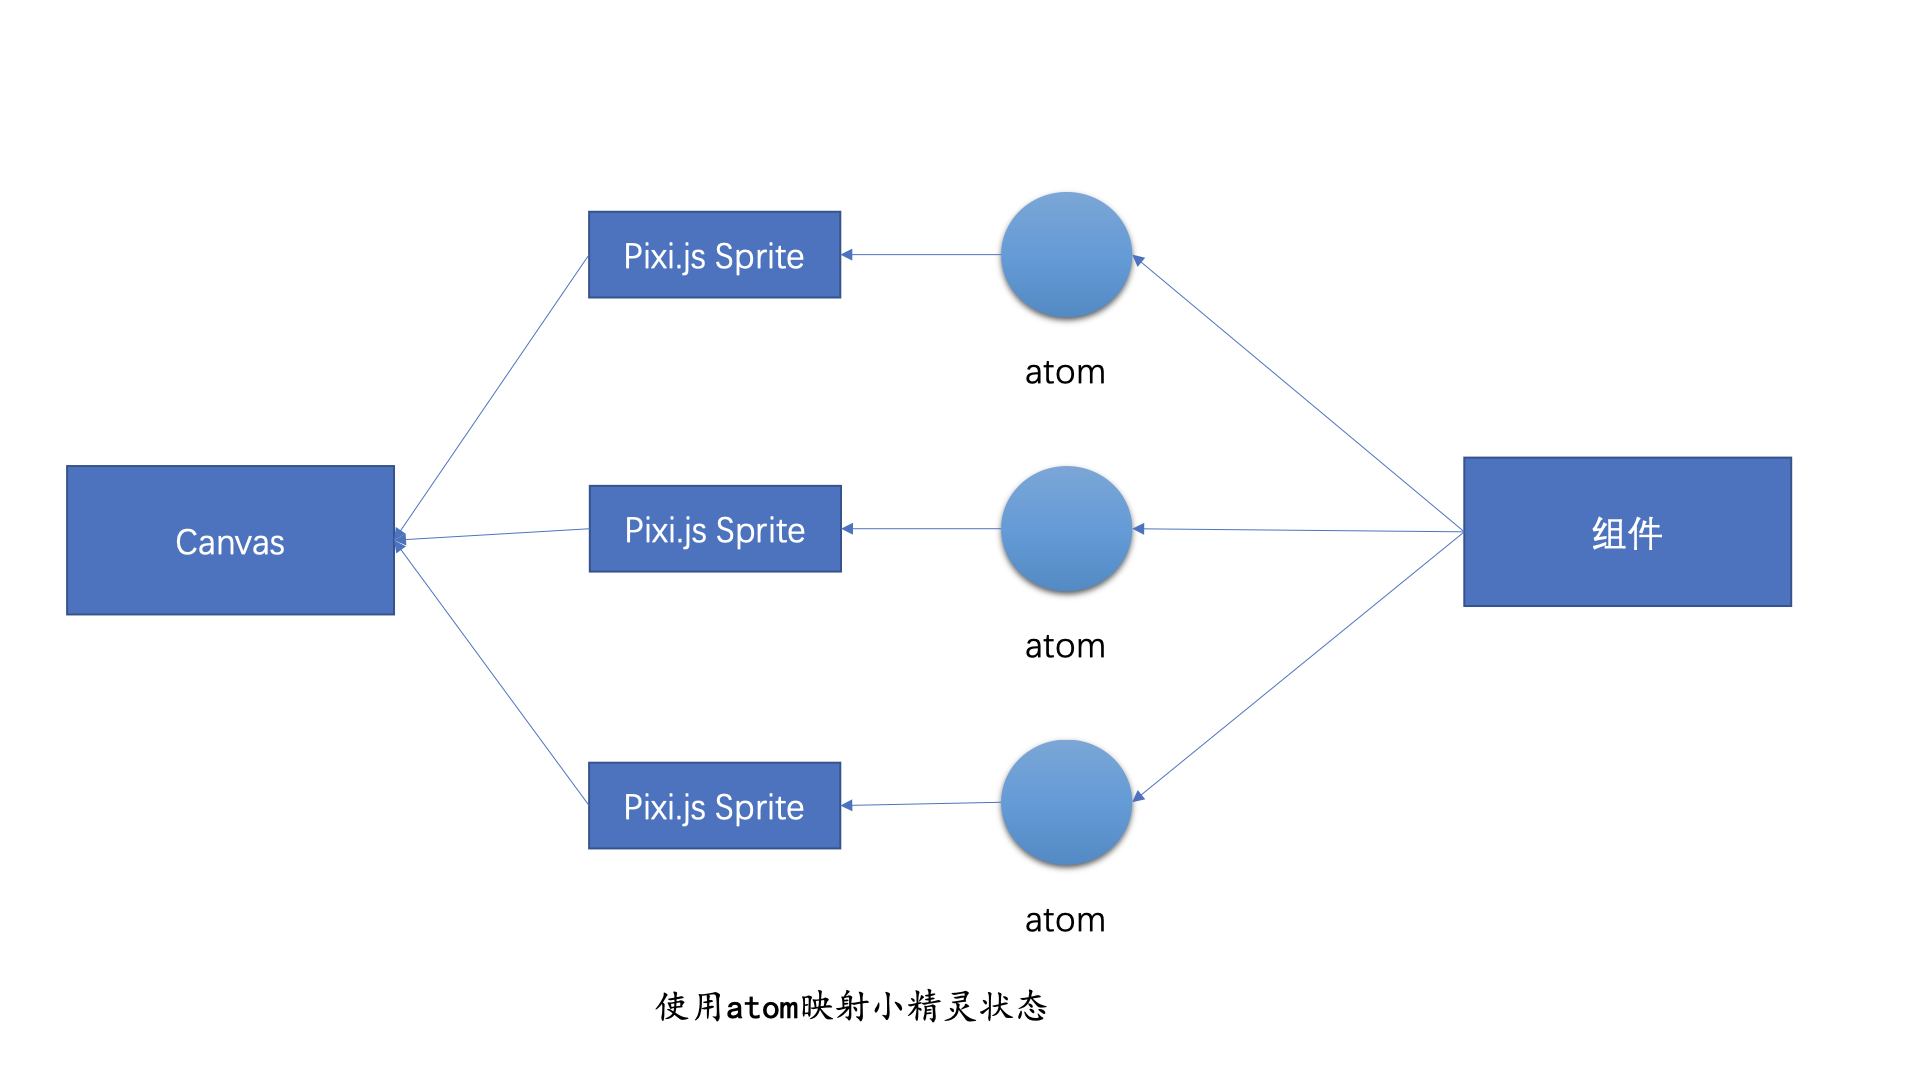 Pixi.js Sprite
atom
Canvas
Pixi.js Sprite
组件
atom
Pixi.js Sprite
atom
使用atom映射小精灵状态